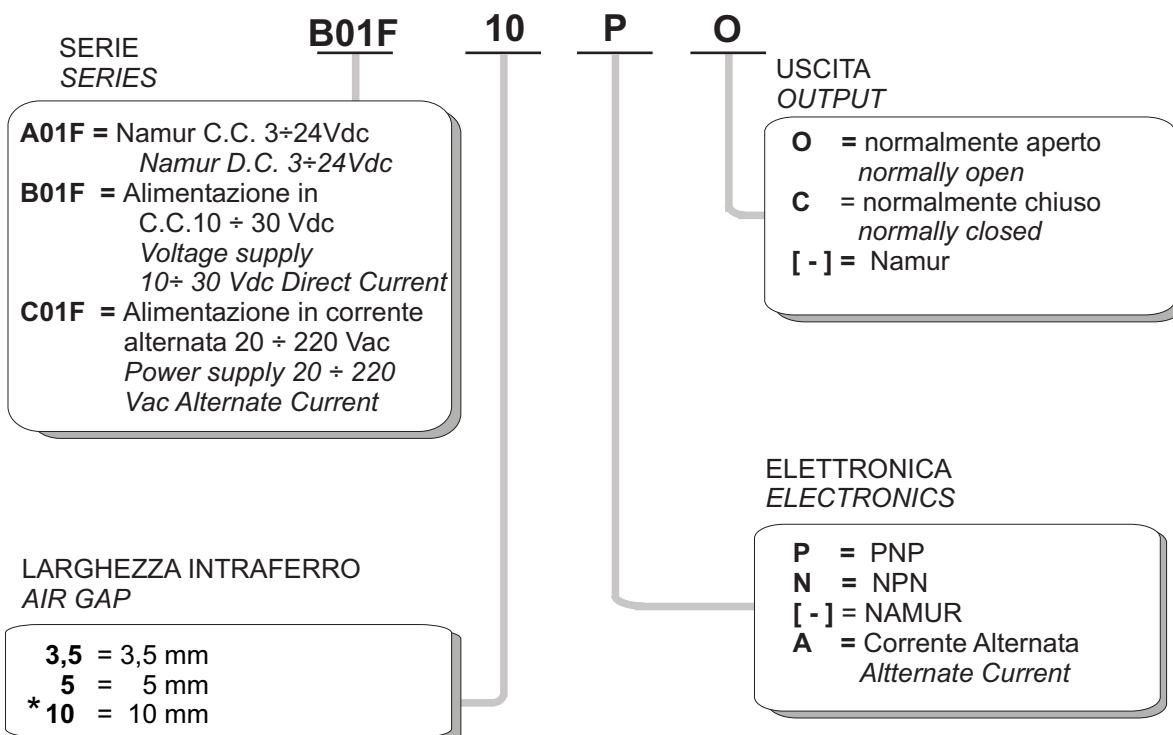 B01F 10 P O
SERIE
SERIES
A01F = Namur C.C. 3÷24Vdc
Namur D.C. 3÷24Vdc
B01F = Alimentazione in
C.C.10 ÷ 30 Vdc
Voltage supply
10÷ 30 Vdc Direct Current
C01F = Alimentazione in corrente
alternata 20 ÷ 220 Vac
Power supply 20 ÷ 220
Vac Alternate Current
USCITA
OUTPUT
O = normalmente aperto
normally open
C = normalmente chiuso
normally closed
[ - ] = Namur
LARGHEZZA INTRAFERRO
AIR GAP
3,5 = 3,5 mm
5 = 5 mm
* 10 = 10 mm
ELETTRONICA
ELECTRONICS
P = PNP
N = NPN
[ - ] = NAMUR
A = Corrente Alternata
Altternate Current